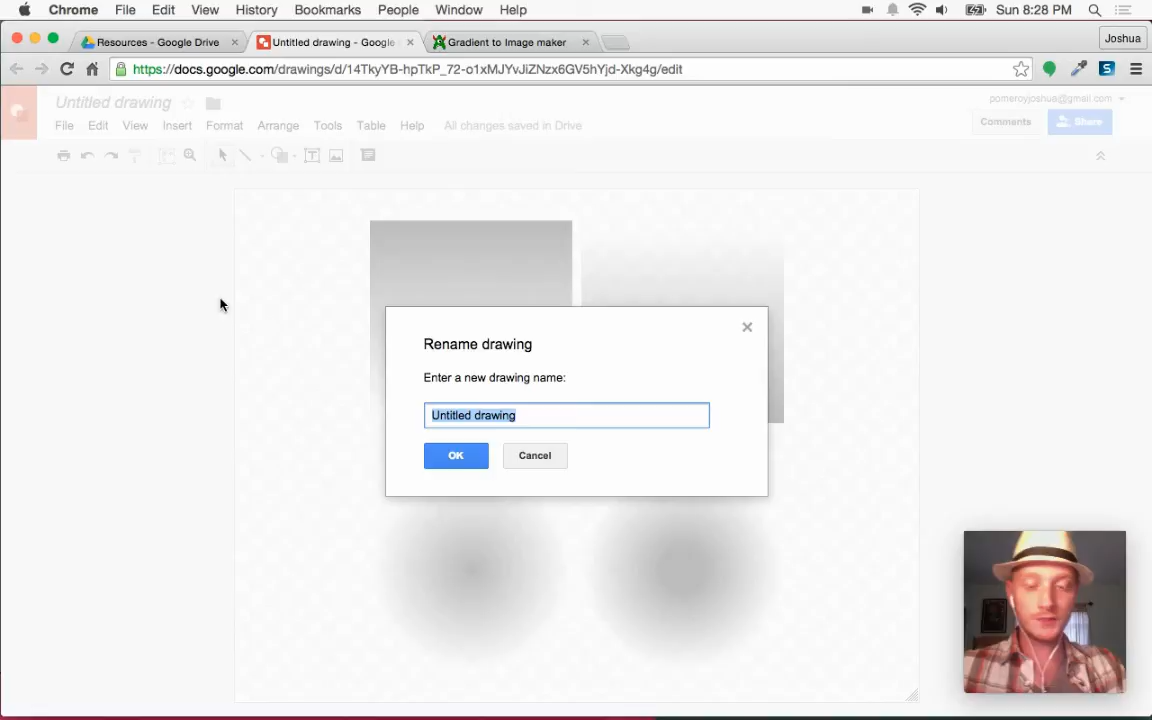 Chrome File Edit View History Bookmarks People Window Help Sun 8:28 PM
Resources - Google Drive Untitled drawing - Google Gradient to Image maker Joshua
https://docs.google.com/drawings/d/14TkyYB-hpTkP_72-o1xMJYvJiZNzx6GV5hYjd-Xkg4g/edit
Untitled drawing pomeroyjoshua@gmail.com
File Edit View Insert Format Arrange Tools Table Help All changes saved in Drive Comments Share
Rename drawing
Enter a new drawing name:
Untitled drawing
OK Cancel